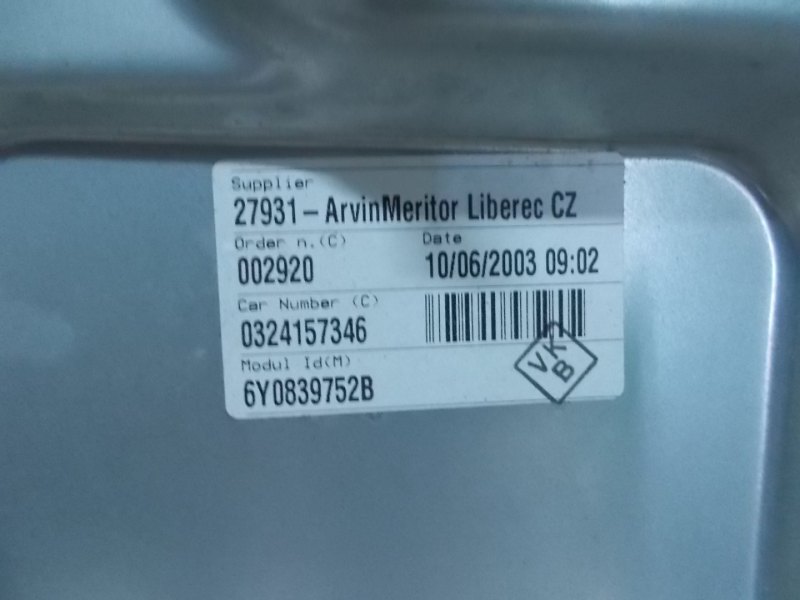 Supplier
27931 - ArvinMeritor Liberec CZ
Order n.(C) Date
002920 10/06/2003 09:02
Car Number (C)
0324157346
Modul Id(M)
6Y0839752B
VK
B